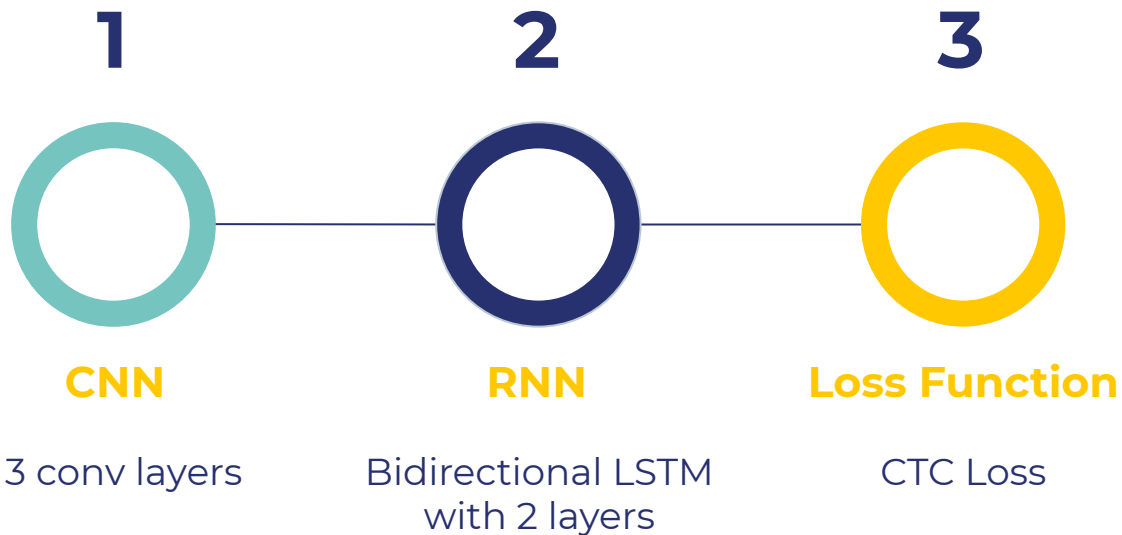 1
2
3
CNN
RNN
Loss Function
3 conv layers
Bidirectional LSTM
with 2 layers
CTC Loss